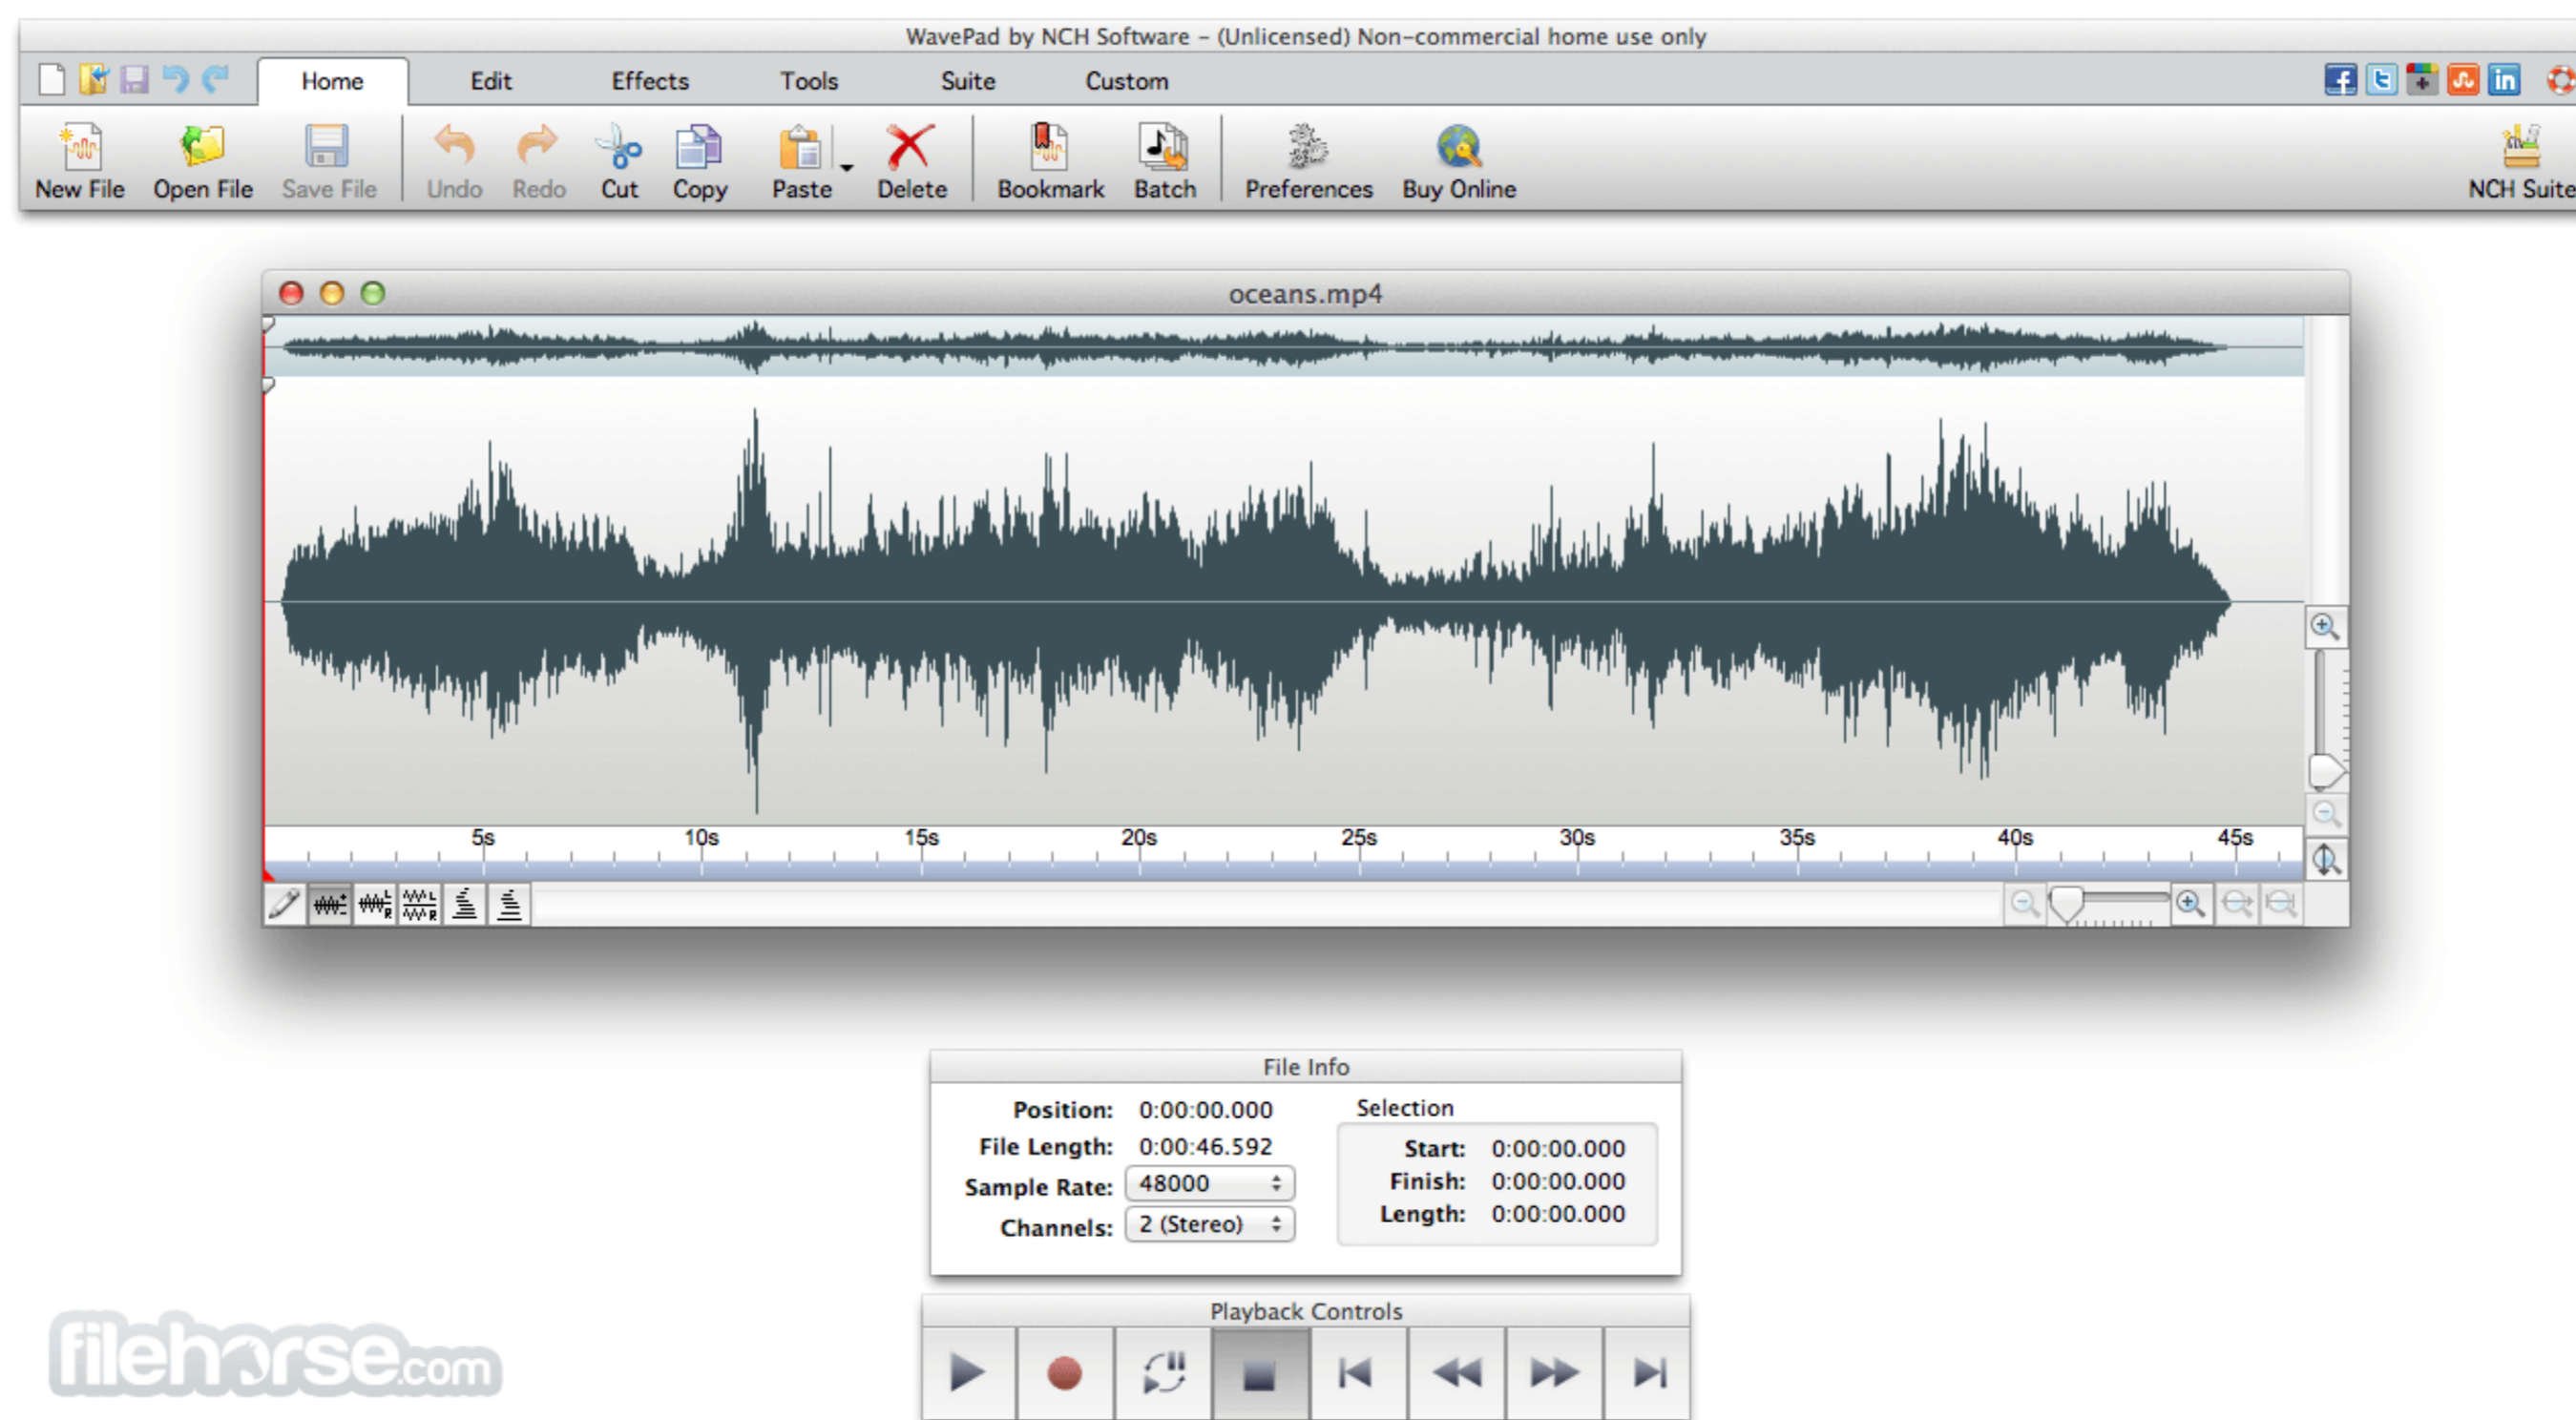 WavePad by NCH Software – (Unlicensed) Non-commercial home use only
Home Edit Effects Tools Suite Custom
New File Open File Save File Undo Redo Cut Copy Paste Delete Bookmark Batch Preferences Buy Online NCH Suite
oceans.mp4
5s 10s 15s 20s 25s 30s 35s 40s 45s
L
R
L
R
File Info
Position: 0:00:00.000
File Length: 0:00:46.592
Sample Rate: 48000
Channels: 2 (Stereo)
Selection
Start: 0:00:00.000
Finish: 0:00:00.000
Length: 0:00:00.000
Playback Controls
filehorse.com